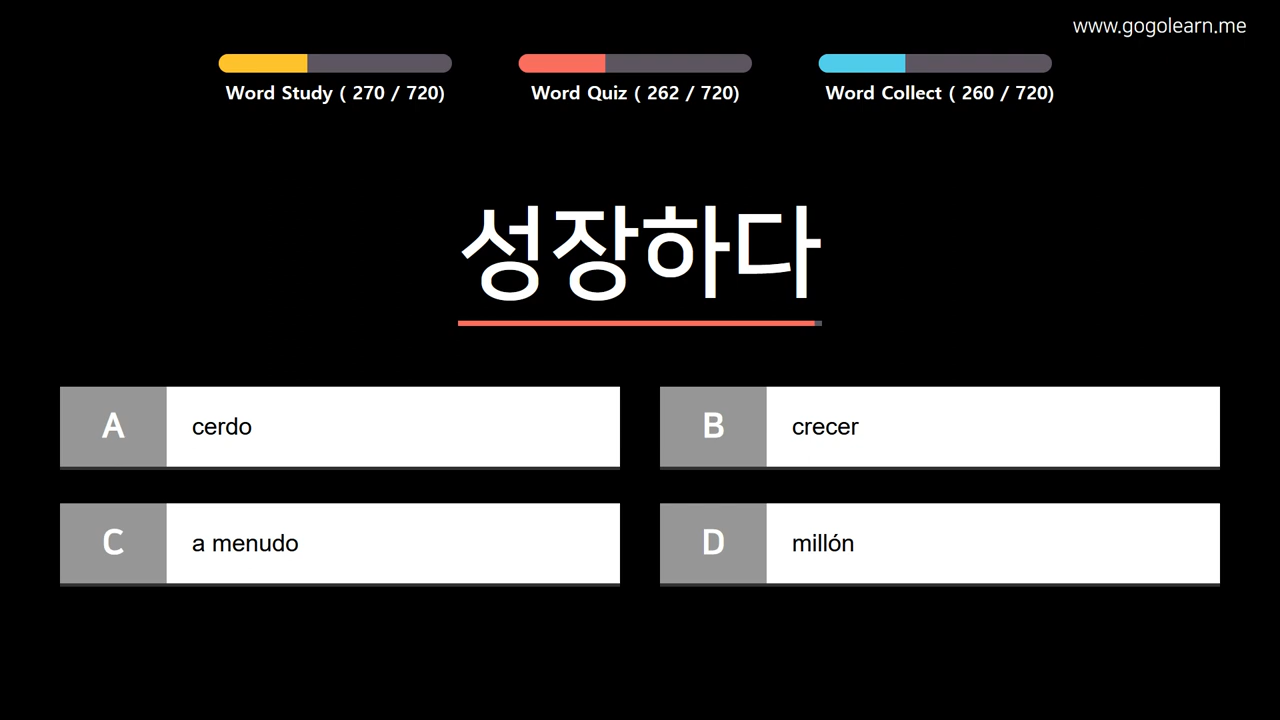 www.gogolearn.me
Word Study ( 270 / 720)
Word Quiz ( 262 / 720)
Word Collect ( 260 / 720)
성장하다
A cerdo
B crecer
C a menudo
D millón